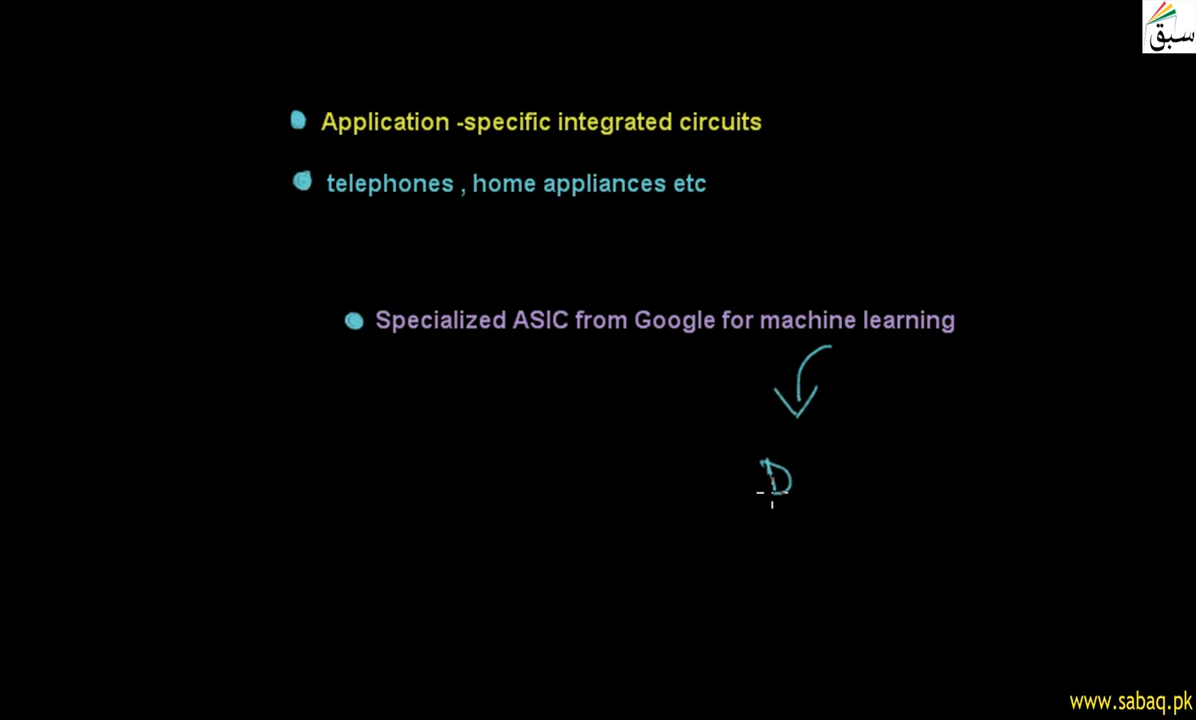 سبق
Application -specific integrated circuits
telephones , home appliances etc
Specialized ASIC from Google for machine learning
D
www.sabaq.pk